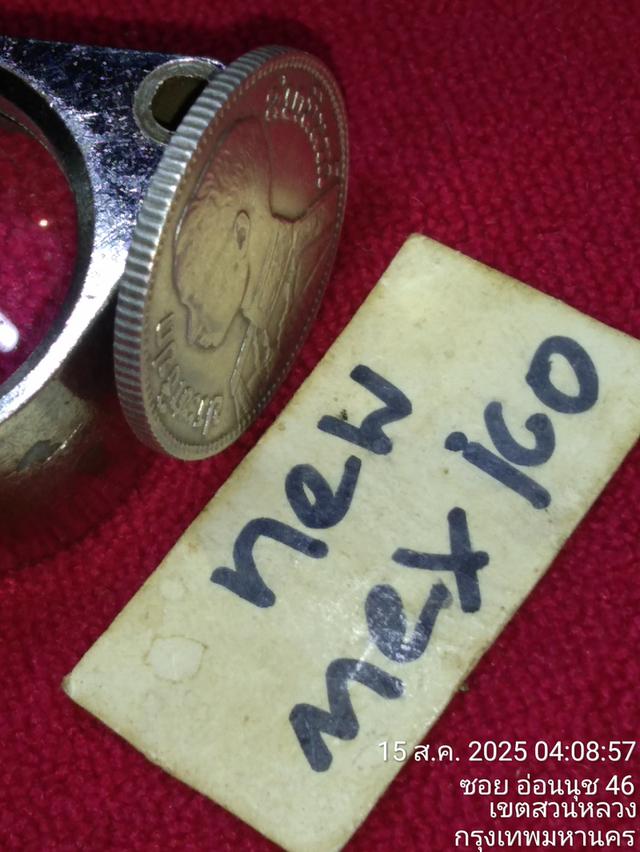 new
mexico
15 ส.ค. 2025 04:08:57
ซอย อ่อนนุช 46
เขตสวนหลวง
กรุงเทพมหานคร